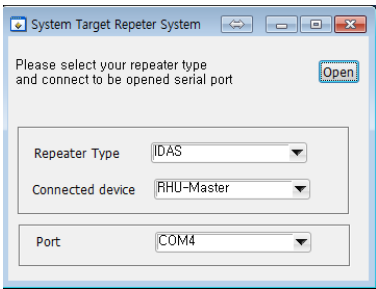 System Target Repeter System
Please select your repeater type
and connect to be opened serial port
Open
Repeater Type IDAS
Connected device RHU-Master
Port COM4